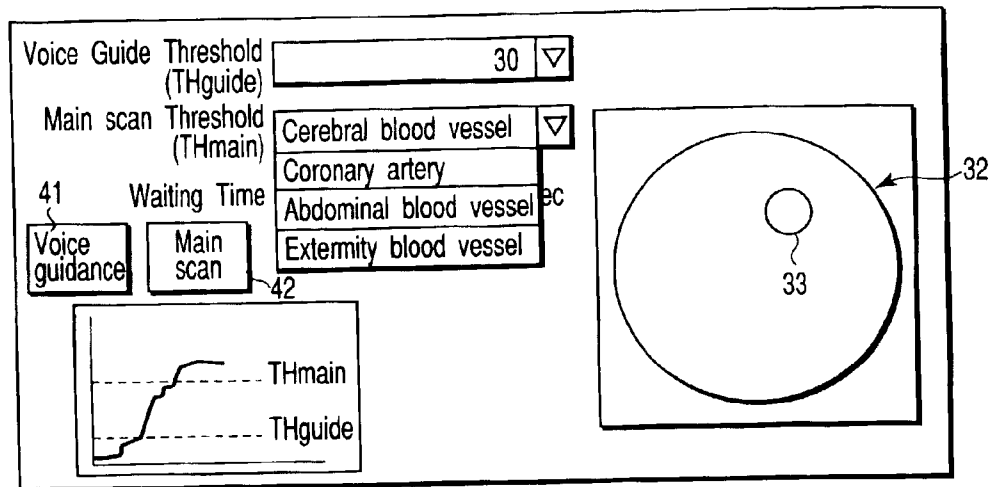 Voice Guide Threshold
(THguide)
30
Main scan Threshold
(THmain)
Cerebral blood vessel
Coronary artery
Abdominal blood vessel
Extermity blood vessel
Waiting Time
ec
41
Voice
guidance
Main
scan
42
THmain
THguide
32
33